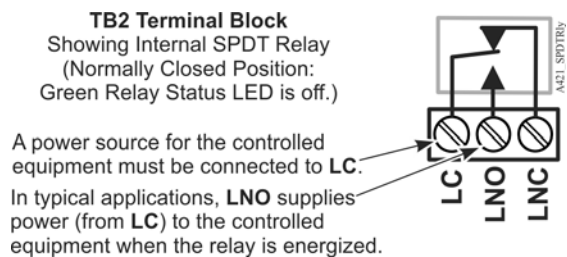 TB2 Terminal Block
Showing Internal SPDT Relay
(Normally Closed Position:
Green Relay Status LED is off.)
A421_SPDTRly
A power source for the controlled
equipment must be connected to LC.
In typical applications, LNO supplies
power (from LC) to the controlled
equipment when the relay is energized.
LC
LNO
LNC